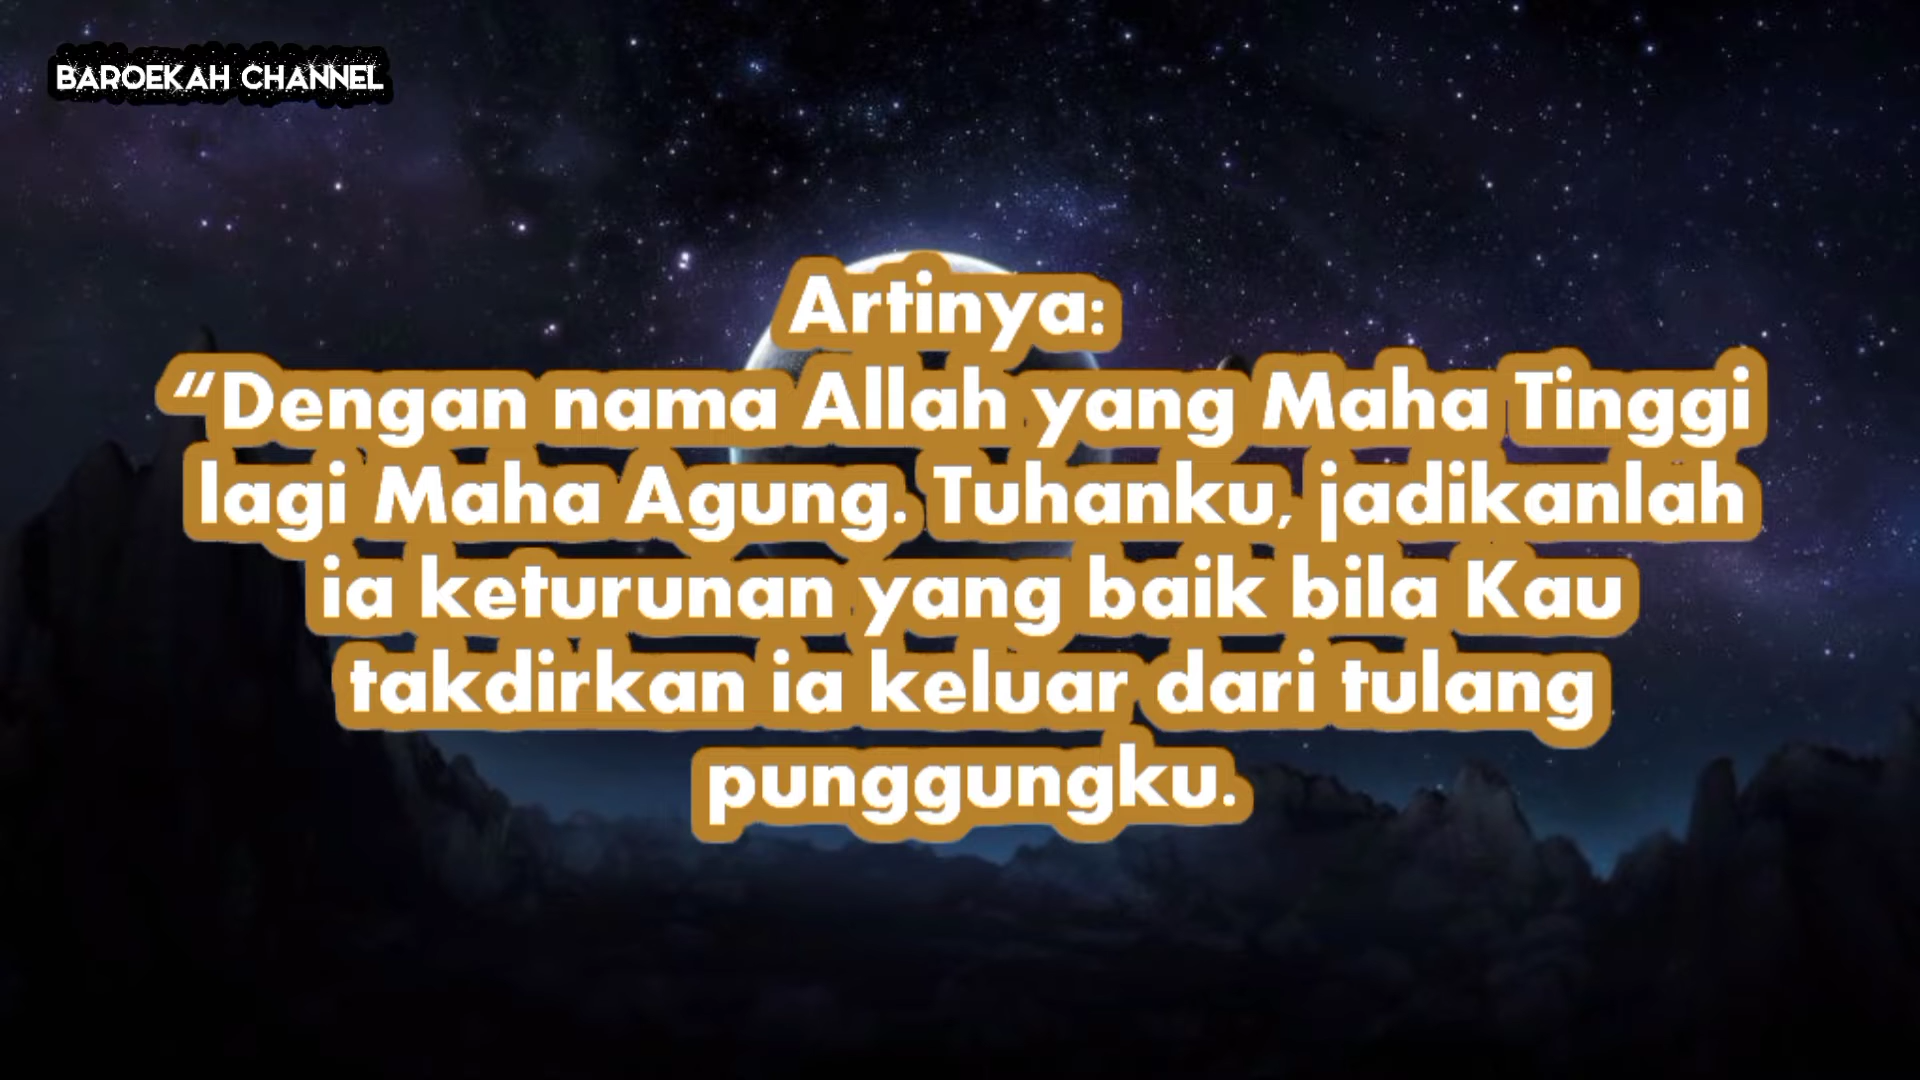 BAROEKAH CHANNEL
Artinya:
“Dengan nama Allah yang Maha Tinggi
lagi Maha Agung. Tuhanku, jadikanlah
ia keturunan yang baik bila Kau
takdirkan ia keluar dari tulang
punggungku.